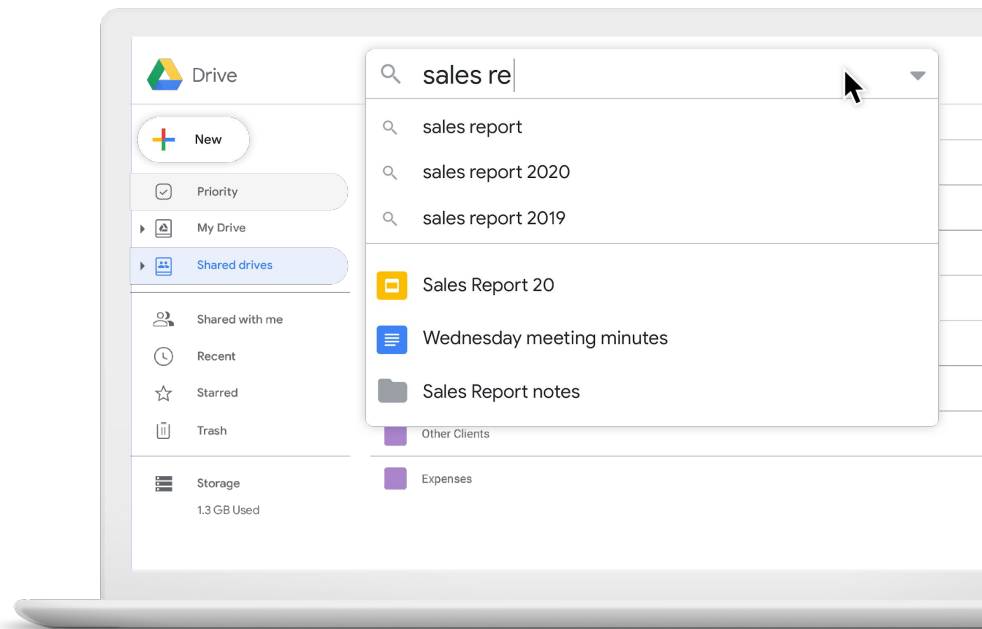 Drive
sales re
New
sales report
sales report 2020
sales report 2019
Priority
My Drive
Shared drives
Sales Report 20
Wednesday meeting minutes
Sales Report notes
Shared with me
Recent
Starred
Trash
Other Clients
Expenses
Storage
1.3 GB Used